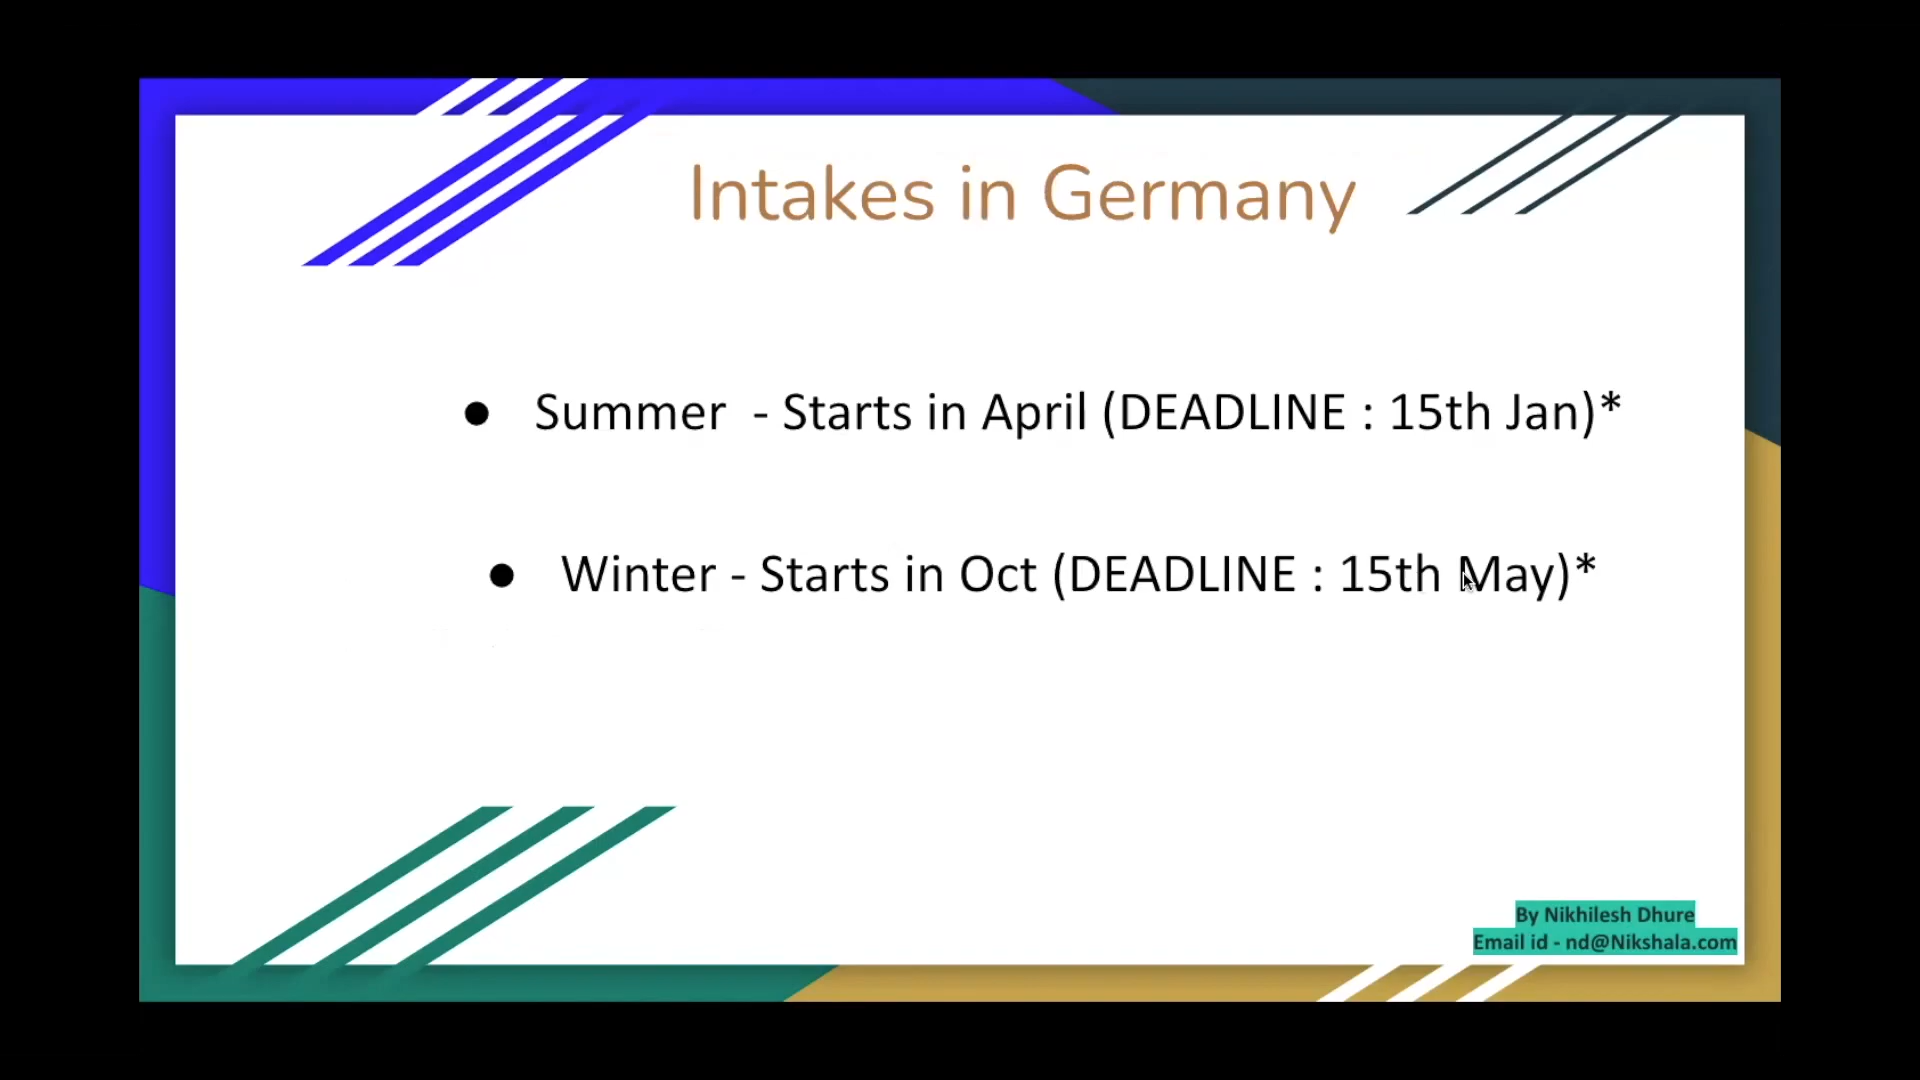 Intakes in Germany
● Summer  - Starts in April (DEADLINE : 15th Jan)*
● Winter - Starts in Oct (DEADLINE : 15th May)*
By Nikhilesh Dhure
Email id - nd@Nikshala.com